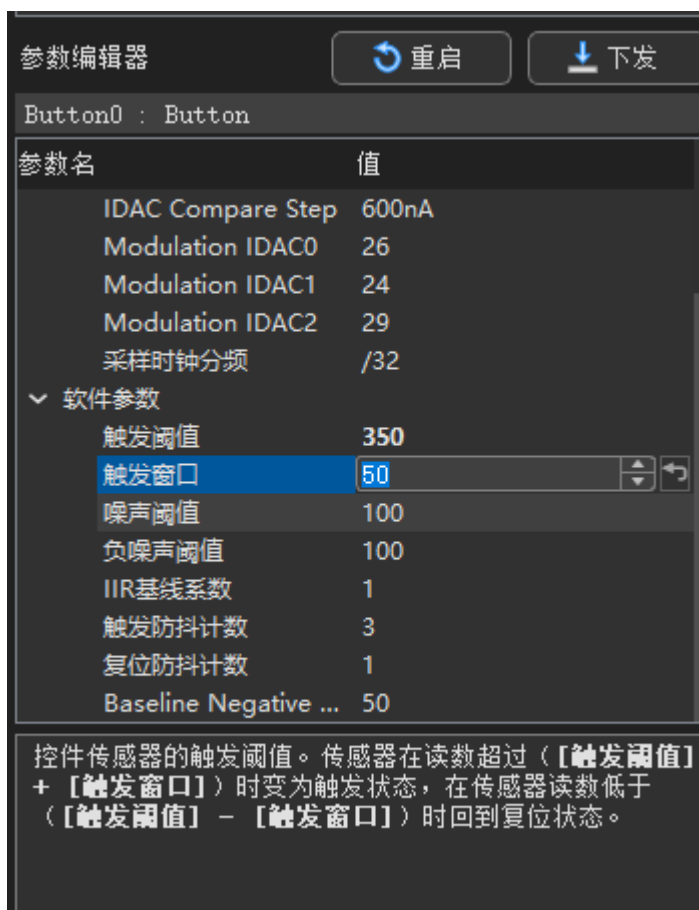 参数编辑器 重启 下发
Button0 : Button
参数名 值
IDAC Compare Step 600nA
Modulation IDAC0 26
Modulation IDAC1 24
Modulation IDAC2 29
采样时钟分频 /32
软件参数
触发阈值 350
触发窗口 50
噪声阈值 100
负噪声阈值 100
IIR基线系数 1
触发防抖计数 3
复位防抖计数 1
Baseline Negative ... 50
控件传感器的触发阈值。传感器在读数超过（[触发阈值]
+ [触发窗口]）时变为触发状态，在传感器读数低于
（[触发阈值] - [触发窗口]）时回到复位状态。